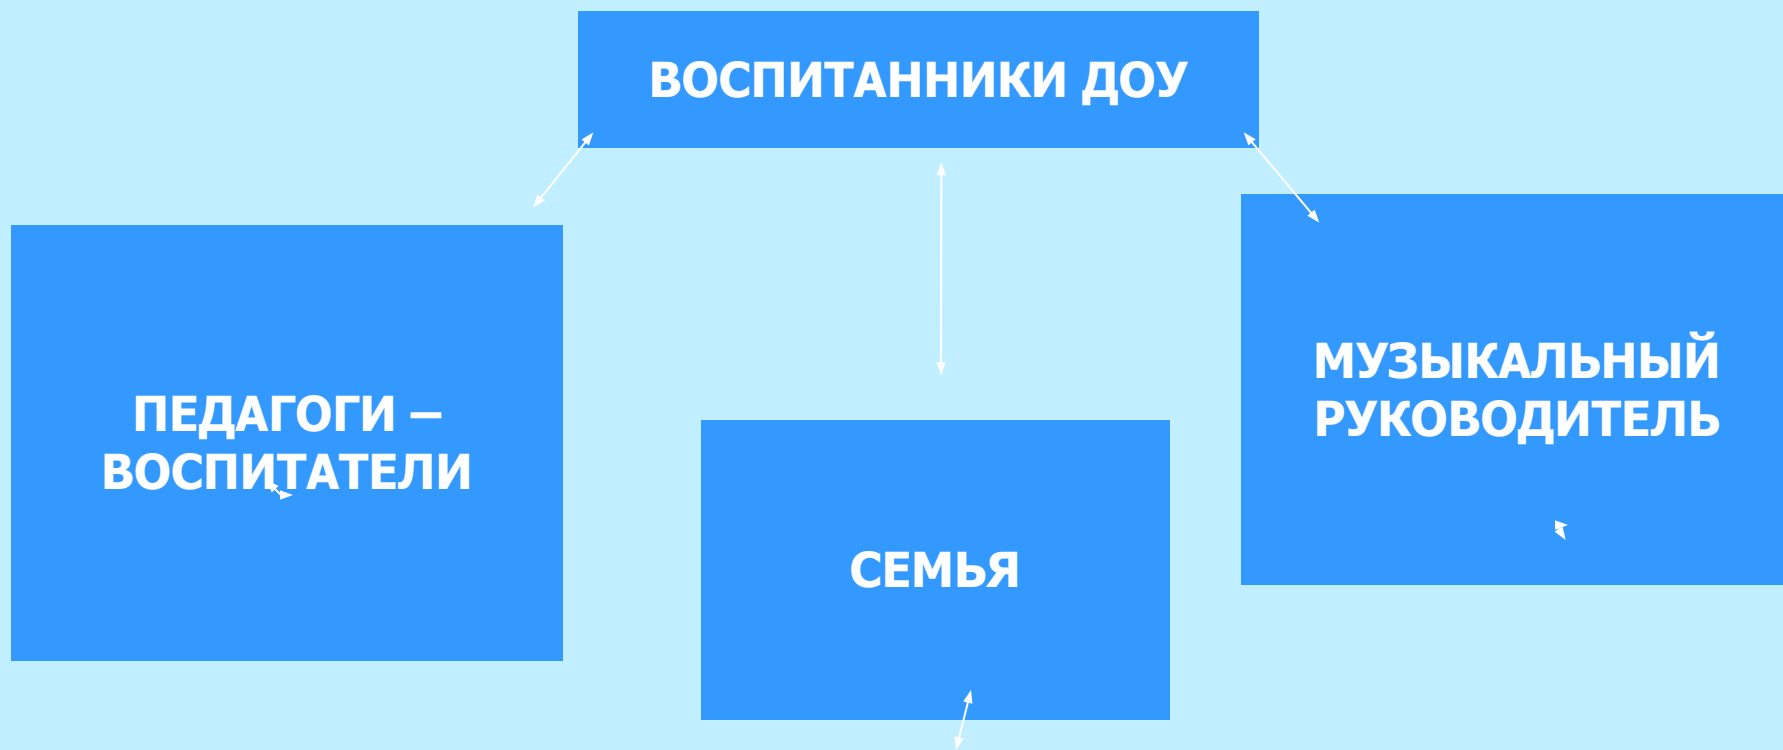 ВОСПИТАННИКИ ДОУ
ПЕДАГОГИ –
ВОСПИТАТЕЛИ
СЕМЬЯ
МУЗЫКАЛЬНЫЙ
РУКОВОДИТЕЛЬ